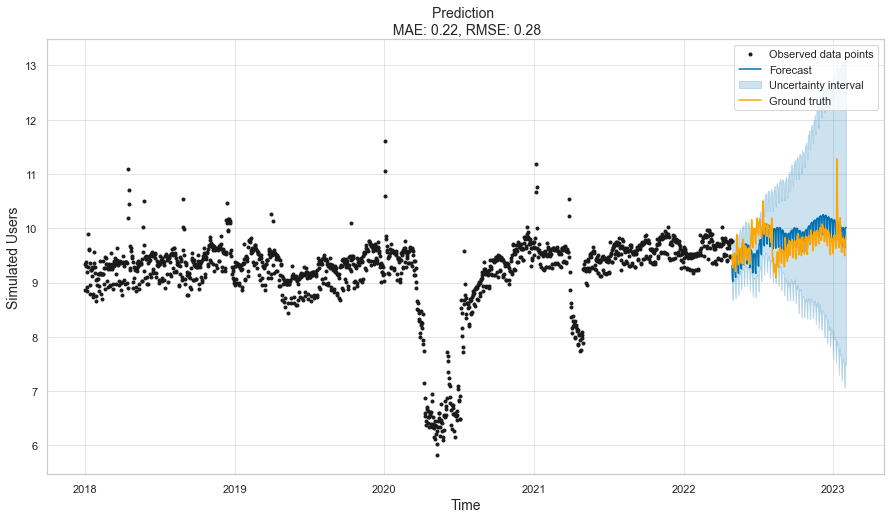 Prediction
MAE: 0.22, RMSE: 0.28
Observed data points
Forecast
Uncertainty interval
Ground truth
13
12
11
10
9
8
7
6
Simulated Users
2018
2019
2020
2021
2022
2023
Time